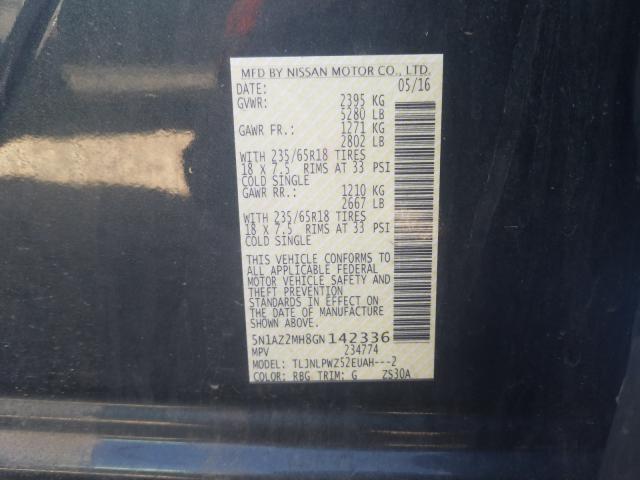 MFD BY NISSAN MOTOR CO., LTD.
DATE: 05/16
GVWR: 2395 KG
5280 LB
GAWR FR.: 1271 KG
2802 LB
WITH 235/65R18 TIRES
18 X 7.5 RIMS AT 33 PSI
COLD SINGLE
GAWR RR.: 1210 KG
2667 LB
WITH 235/65R18 TIRES
18 X 7.5 RIMS AT 33 PSI
COLD SINGLE
THIS VEHICLE CONFORMS TO
ALL APPLICABLE FEDERAL
MOTOR VEHICLE SAFETY AND
AND THEFT PREVENTION
STANDARDS IN EFFECT ON
THE DATE OF MANUFACTURE
SHOWN ABOVE.
5N1AZ2MH8GN142336
MPV 234774
MODEL: TLJNLPWZ52EUAH---2
COLOR: RBG TRIM: G ZS30A